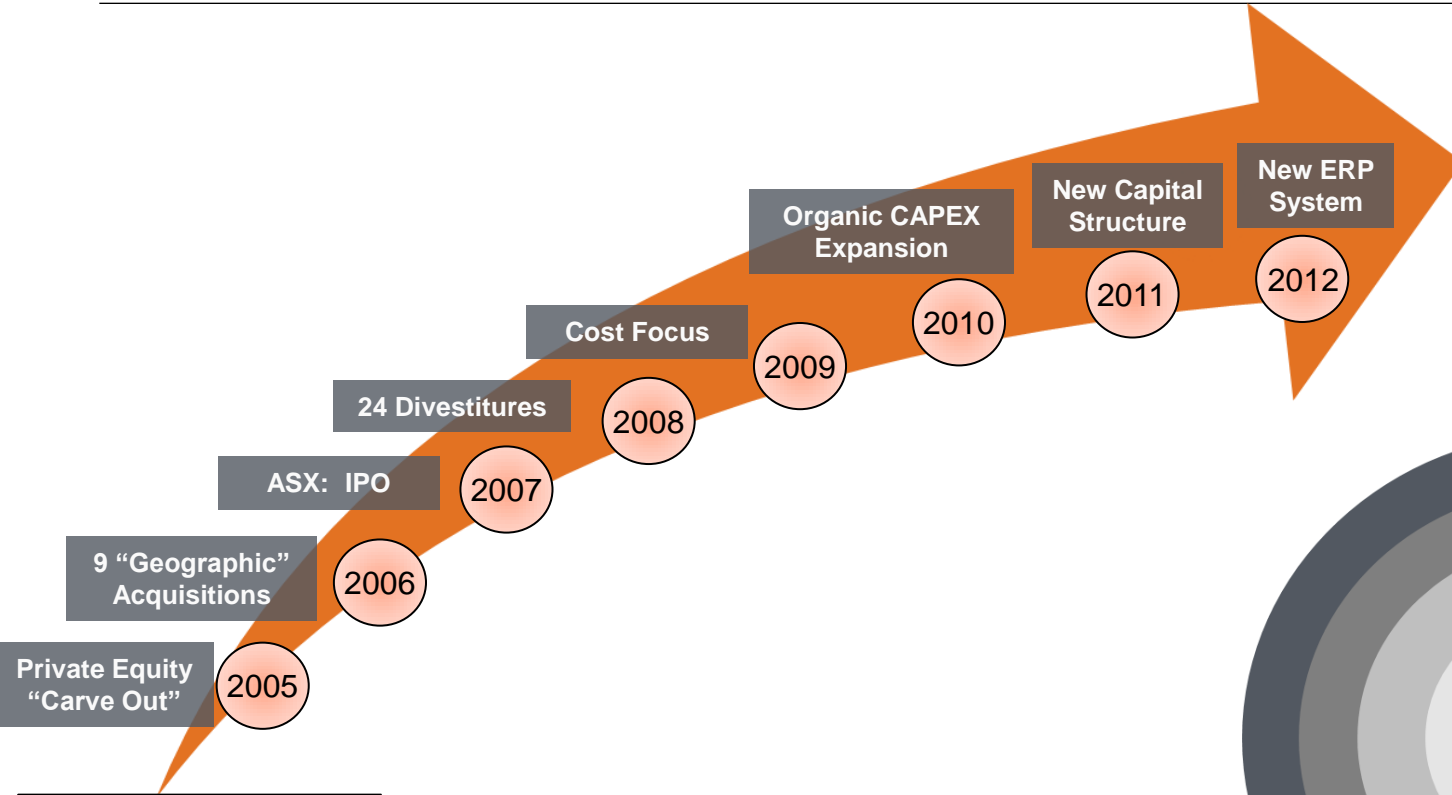 New ERP
System
2012
New Capital
Structure
2011
Organic CAPEX
Expansion
2010
Cost Focus
2009
24 Divestitures
2008
ASX:  IPO
2007
9 “Geographic”
Acquisitions
2006
Private Equity
“Carve Out”
2005